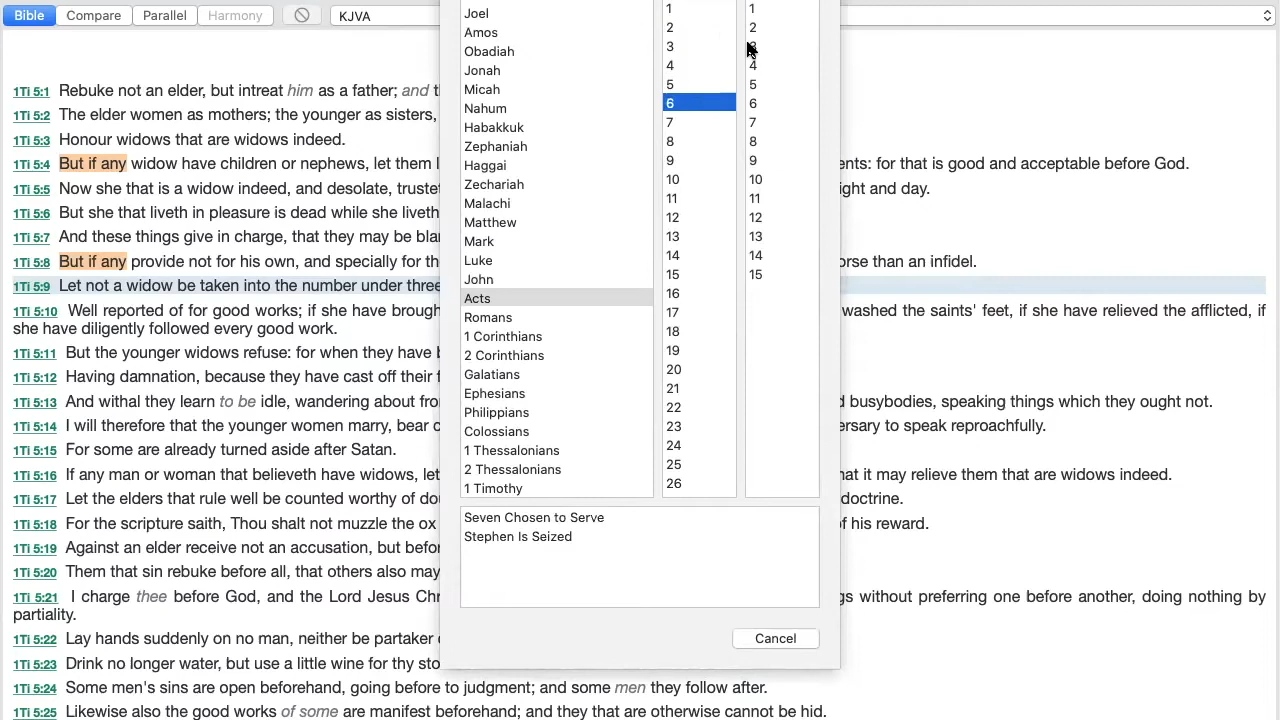 Bible Compare Parallel Harmony KJVA
Joel
Amos
Obadiah
Jonah
Micah
Nahum
Habakkuk
Zephaniah
Haggai
Zechariah
Malachi
Matthew
Mark
Luke
John
Acts
Romans
1 Corinthians
2 Corinthians
Galatians
Ephesians
Philippians
Colossians
1 Thessalonians
2 Thessalonians
1 Timothy
1
2
3
4
5
6
7
8
9
10
11
12
13
14
15
16
17
18
19
20
21
22
23
24
25
26
1
2
4
5
6
7
8
9
10
11
12
13
14
15
Seven Chosen to Serve
Stephen Is Seized
Cancel
1Ti 5:1 Rebuke not an elder, but intreat him as a father; and
1Ti 5:2 The elder women as mothers; the younger as sisters,
1Ti 5:3 Honour widows that are widows indeed.
1Ti 5:4 But if any widow have children or nephews, let them ents: for that is good and acceptable before God.
1Ti 5:5 Now she that is a widow indeed, and desolate, ight and day.
1Ti 5:6 But she that liveth in pleasure is dead while she liveth
1Ti 5:7 And these things give in charge, that they may be
1Ti 5:8 But if any provide not for his own, and specially for orse than an infidel.
1Ti 5:9 Let not a widow be taken into the number under three
1Ti 5:10 Well reported of for good works; if she have washed the saints' feet, if she have relieved the afflicted, if
she have diligently followed every good work.
1Ti 5:11 But the younger widows refuse: for when they have
1Ti 5:12 Having damnation, because they have cast off their
1Ti 5:13 And withal they learn to be idle, wandering about busybodies, speaking things which they ought not.
1Ti 5:14 I will therefore that the younger women marry, bear ersary to speak reproachfully.
1Ti 5:15 For some are already turned aside after Satan.
1Ti 5:16 If any man or woman that believeth have widows, let hat it may relieve them that are widows indeed.
1Ti 5:17 Let the elders that rule well be counted worthy of doctrine.
1Ti 5:18 For the scripture saith, Thou shalt not muzzle the ox of his reward.
1Ti 5:19 Against an elder receive not an accusation, but
1Ti 5:20 Them that sin rebuke before all, that others also may
1Ti 5:21 I charge thee before God, and the Lord Jesus gs without preferring one before another, doing nothing by
partiality.
1Ti 5:22 Lay hands suddenly on no man, neither be partaker
1Ti 5:23 Drink no longer water, but use a little wine for thy
1Ti 5:24 Some men's sins are open beforehand, going before to judgment; and some men they follow after.
1Ti 5:25 Likewise also the good works of some are manifest beforehand; and they that are otherwise cannot be hid.